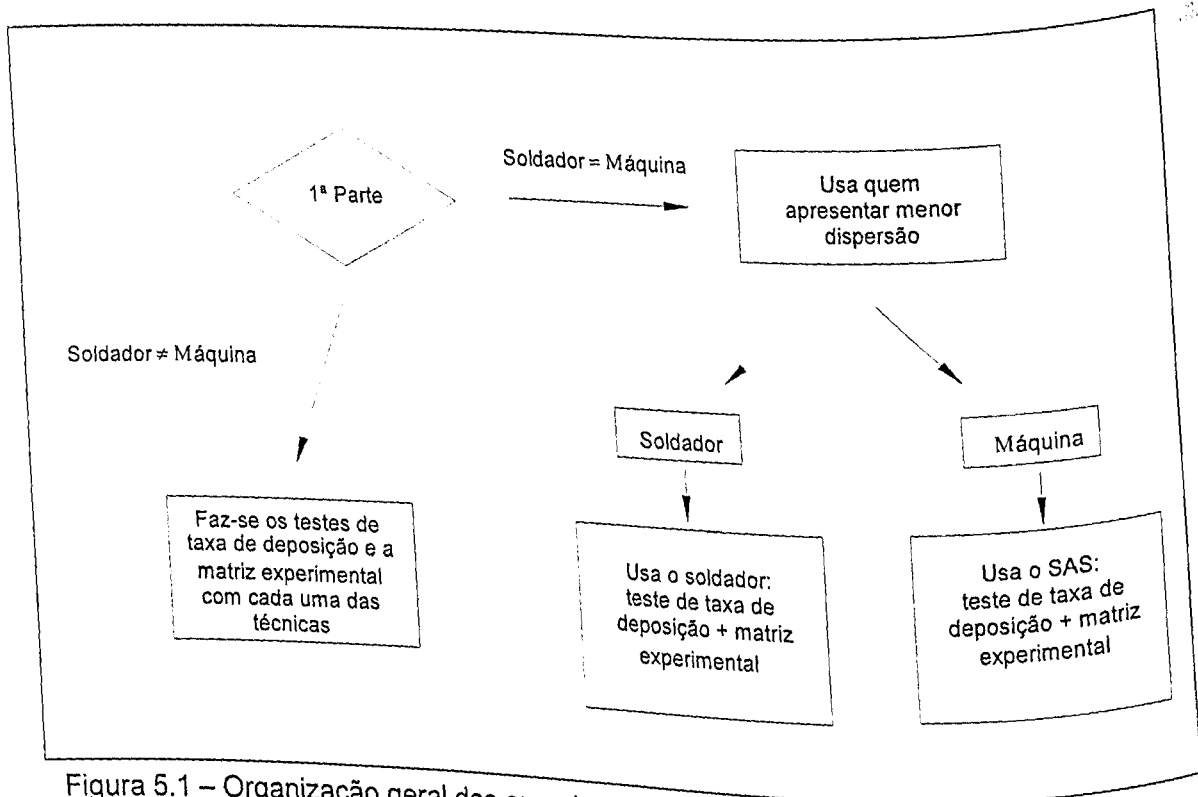 Soldador = Máquina
1ª Parte
Usa quem
apresentar menor
dispersão
Soldador ≠ Máquina
Soldador
Máquina
Faz-se os testes de
taxa de deposição e a
matriz experimental
com cada uma das
técnicas
Usa o soldador:
teste de taxa de
deposição + matriz
experimental
Usa o SAS:
teste de taxa de
deposição + matriz
experimental
Figura 5.1 – Organização geral dos